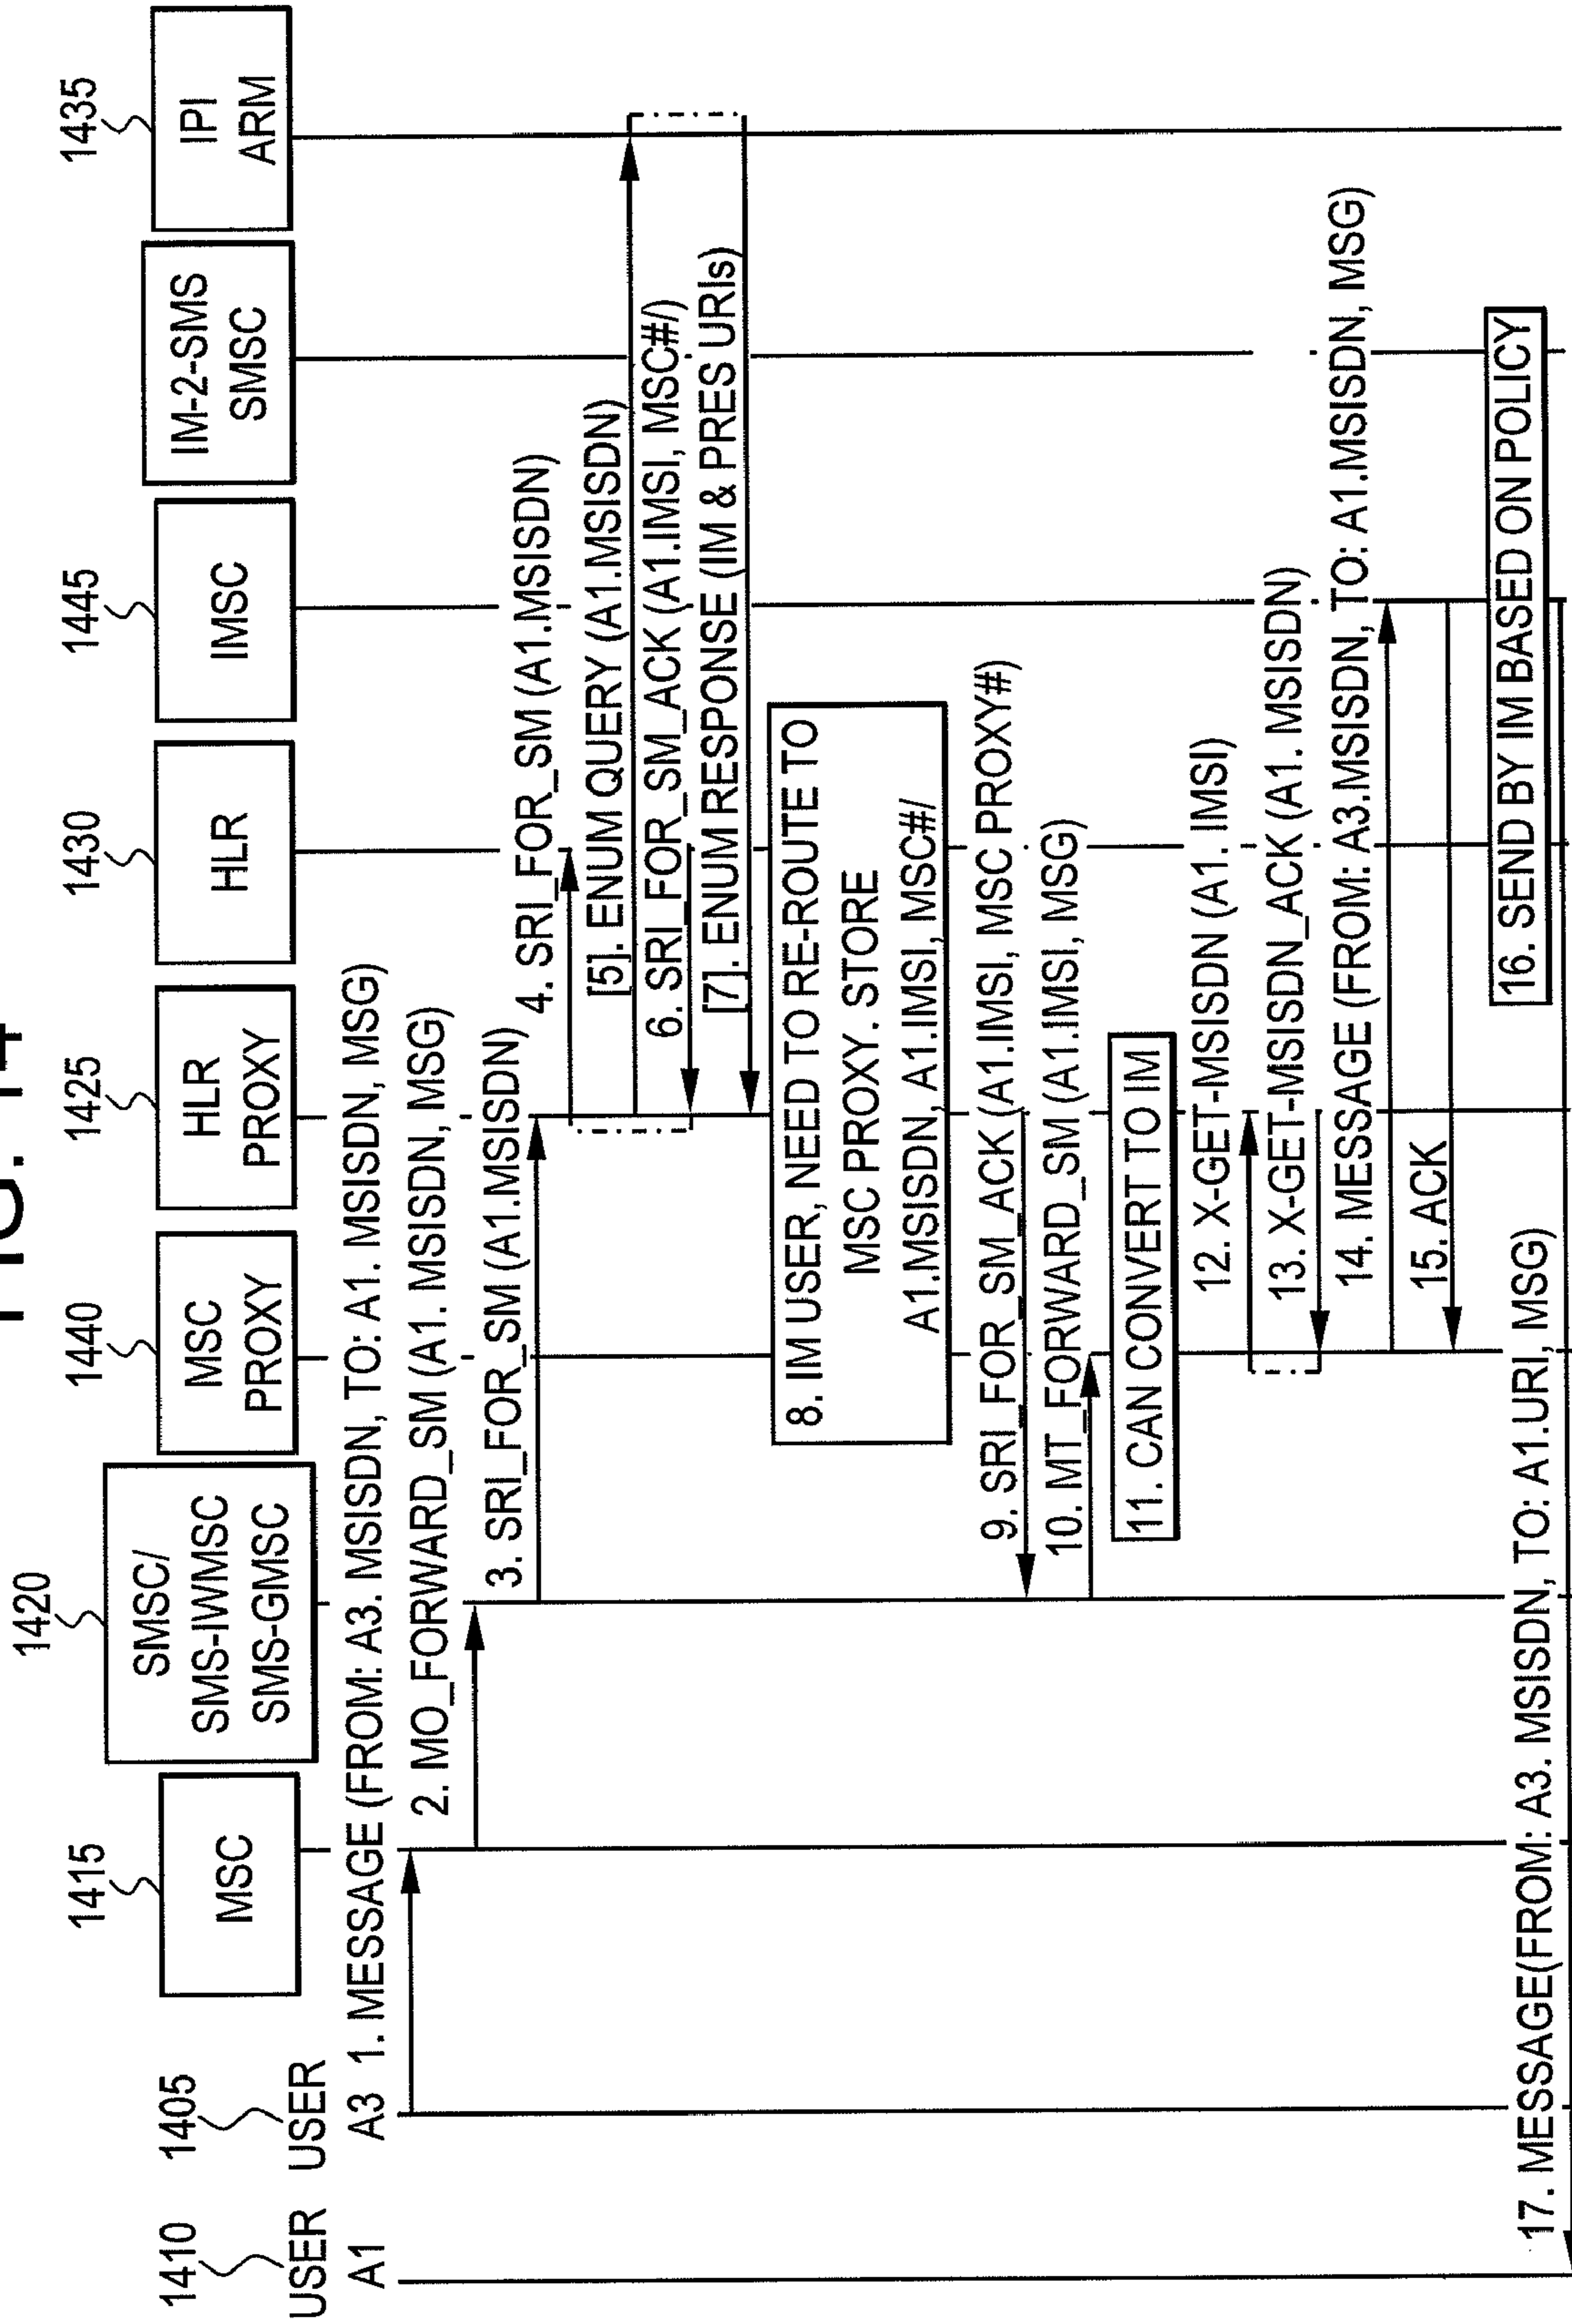 FIG. 14
1410
USER
A1
1405
USER
A3
1415
MSC
1420
SMSC/
SMS-IWMSC
SMS-GMSC
1440
MSC
PROXY
1425
HLR
PROXY
1430
HLR
1445
IMSC
IM-2-SMS
SMSC
1435
IPI
ARM
1. MESSAGE (FROM: A3. MSISDN, TO: A1. MSISDN, MSG)
2. MO_FORWARD_SM (A1. MSISDN, MSG)
3. SRI_FOR_SM (A1.MSISDN)
4. SRI_FOR_SM (A1.MSISDN)
[5]. ENUM QUERY (A1.MSISDN)
6. SRI_FOR_SM_ACK (A1.IMSI, MSC#/)
[7]. ENUM RESPONSE (IM & PRES URIs)
8. IM USER, NEED TO RE-ROUTE TO
MSC PROXY. STORE
A1.MSISDN, A1.IMSI, MSC#/
9. SRI_FOR_SM_ACK (A1.IMSI, MSC PROXY#)
10. MT_FORWARD_SM (A1.IMSI, MSG)
11. CAN CONVERT TO IM
12. X-GET-MSISDN (A1. IMSI)
13. X-GET-MSISDN_ACK (A1. MSISDN)
14. MESSAGE (FROM: A3.MSISDN, TO: A1.MSISDN, MSG)
15. ACK
16. SEND BY IM BASED ON POLICY
17. MESSAGE(FROM: A3. MSISDN, TO: A1.URI, MSG)